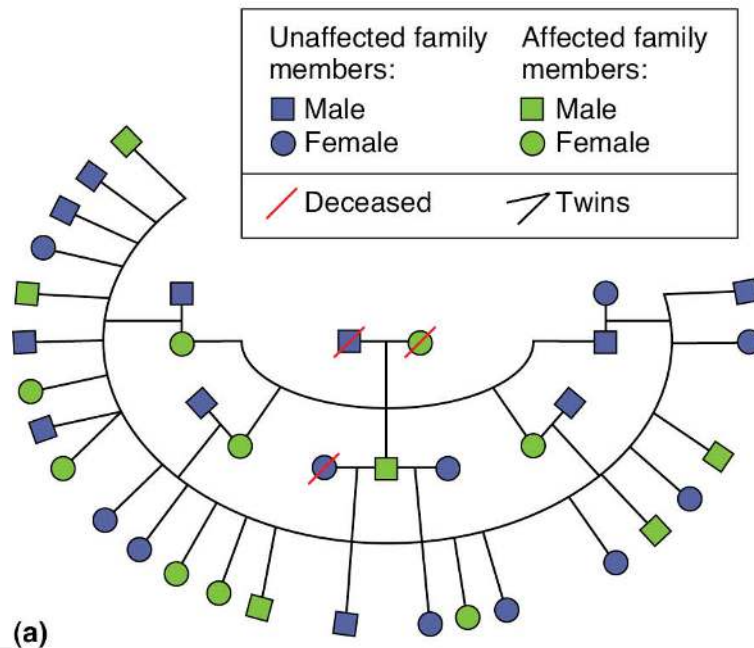 Unaffected family
members:
Male
Female
Affected family
members:
Male
Female
Deceased
Twins
(a)